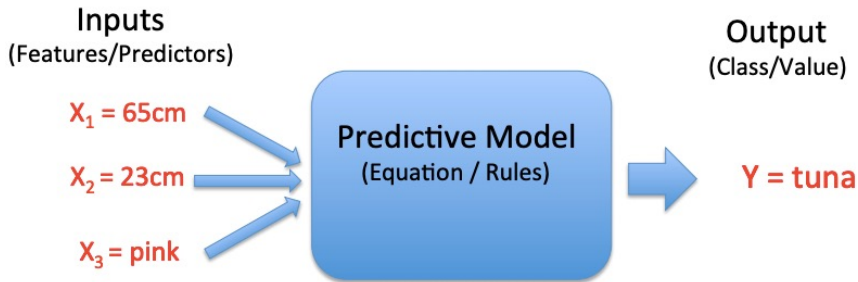 Inputs
(Features/Predictors)
X₁ = 65cm
X₂ = 23cm
X₃ = pink
Predictive Model
(Equation / Rules)
Output
(Class/Value)
Y = tuna